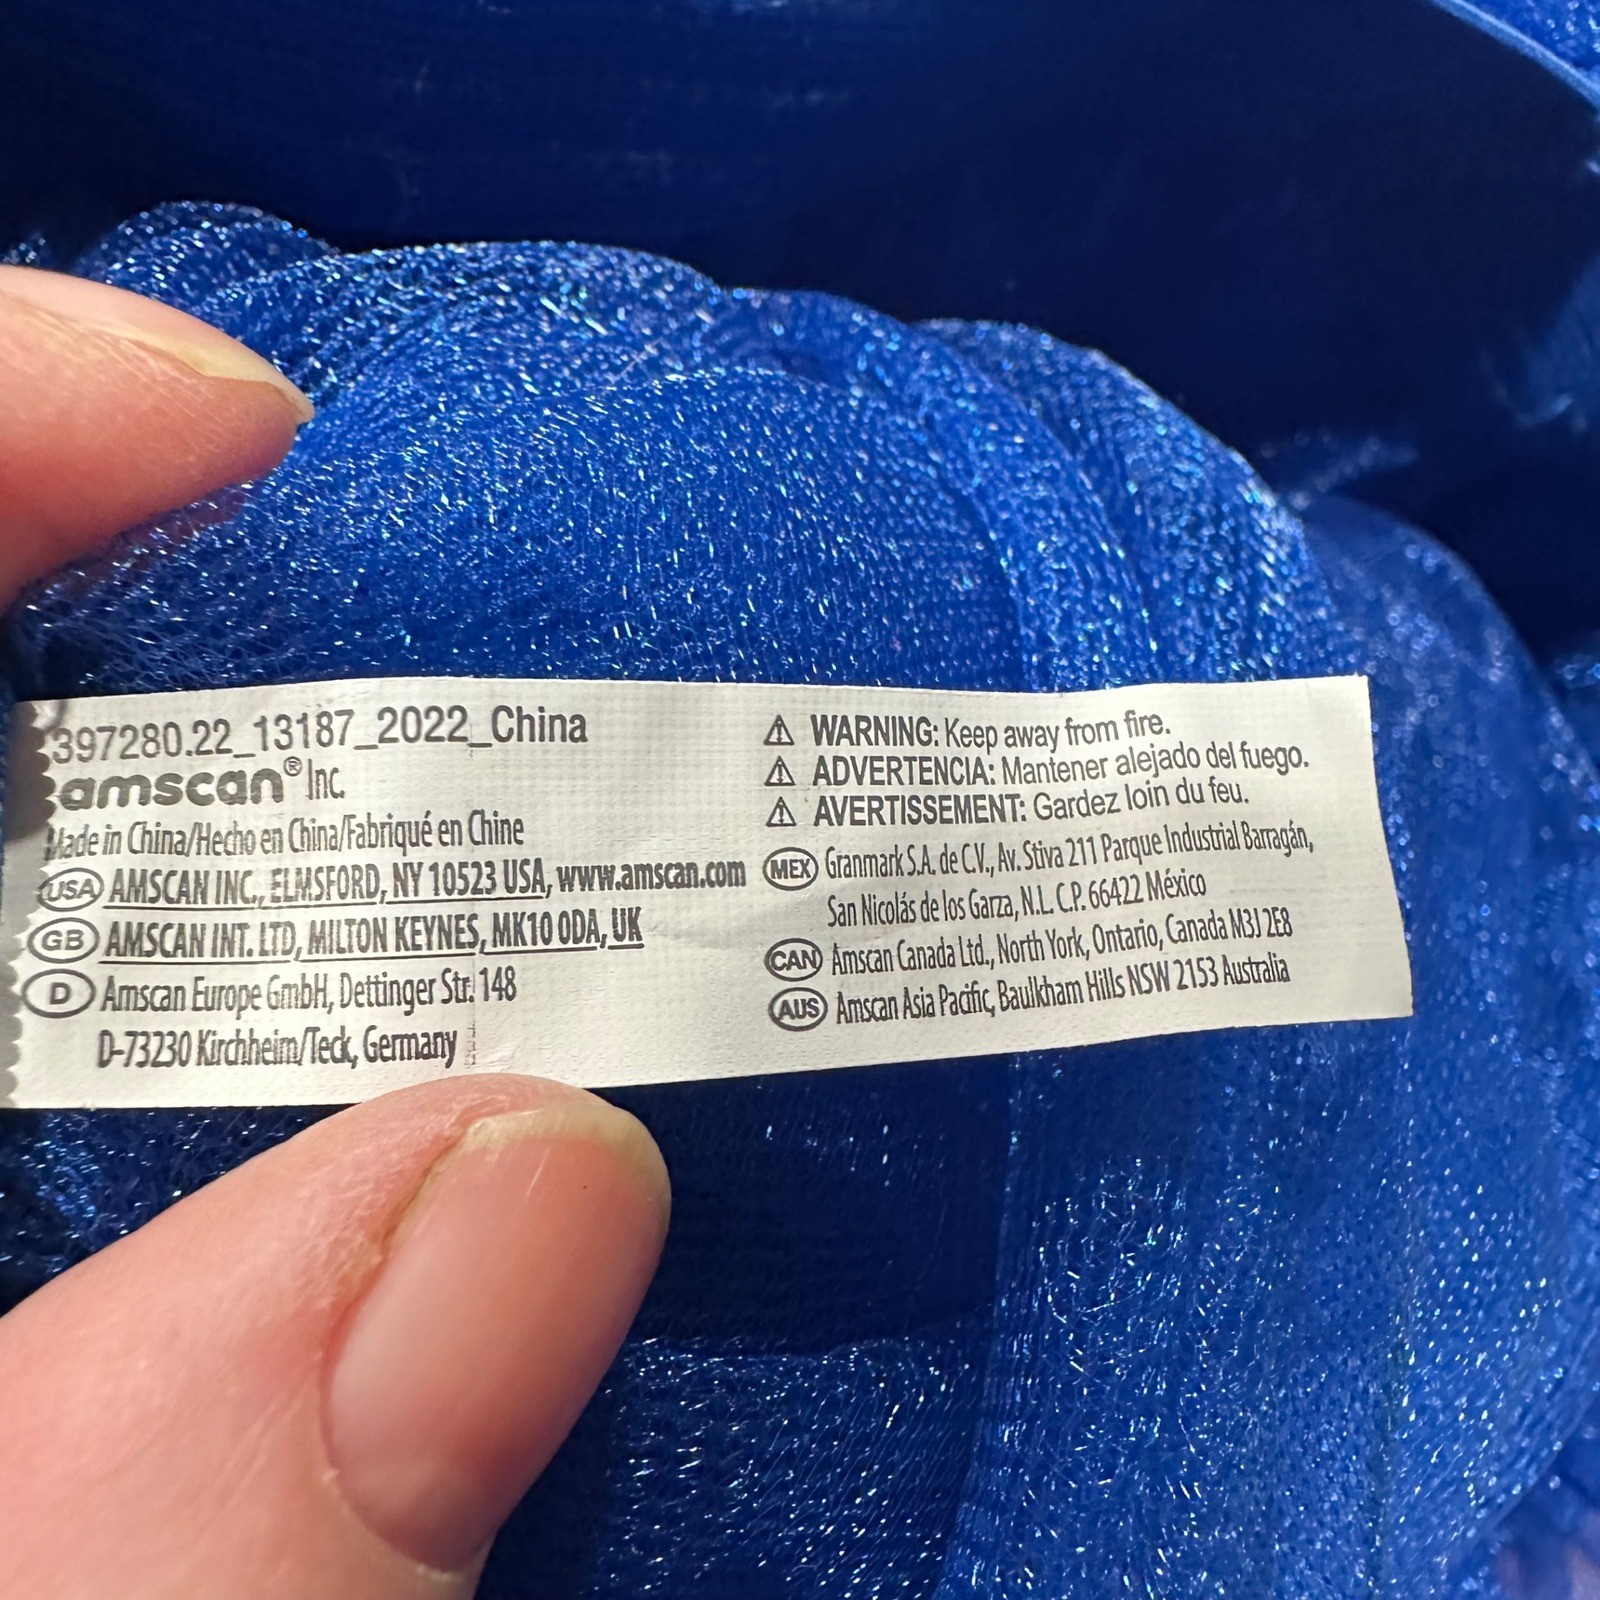 397280.22_13187_2022_China
amscan® Inc.
Made in China/Hecho en China/Fabriqué en Chine
USA AMSCAN INC., ELMSFORD, NY 10523 USA, www.amscan.com
GB AMSCAN INT. LTD, MILTON KEYNES, MK10 0DA, UK
D Amscan Europe GmbH, Dettinger Str. 148
D-73230 Kirchheim/Teck, Germany
⚠ WARNING: Keep away from fire.
⚠ ADVERTENCIA: Mantener alejado del fuego.
⚠ AVERTISSEMENT: Gardez loin du feu.
MEX Granmark S.A. de C.V., Av. Stiva 211 Parque Industrial Barragán,
San Nicolás de los Garza, N.L. C.P. 66422 México
CAN Amscan Canada Ltd., North York, Ontario, Canada M3J 2E8
AUS Amscan Asia Pacific, Baulkham Hills NSW 2153 Australia